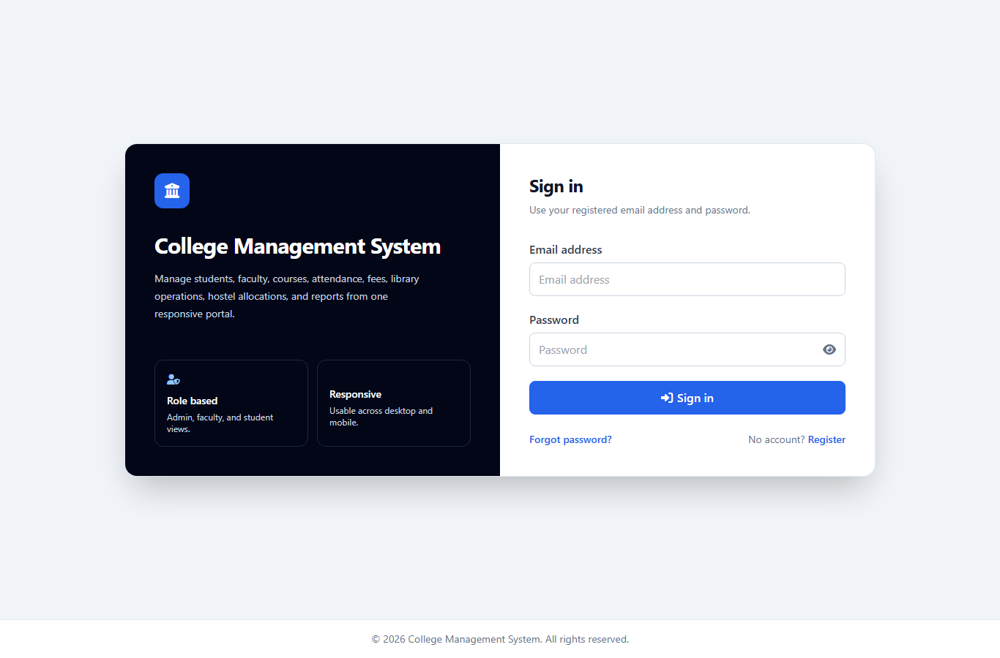 College Management System
Manage students, faculty, courses, attendance, fees, library
operations, hostel allocations, and reports from one
responsive portal.
Role based
Admin, faculty, and student
views.
Responsive
Usable across desktop and
mobile.
Sign in
Use your registered email address and password.
Email address
Email address
Password
Password
Sign in
Forgot password?
No account? Register
© 2026 College Management System. All rights reserved.